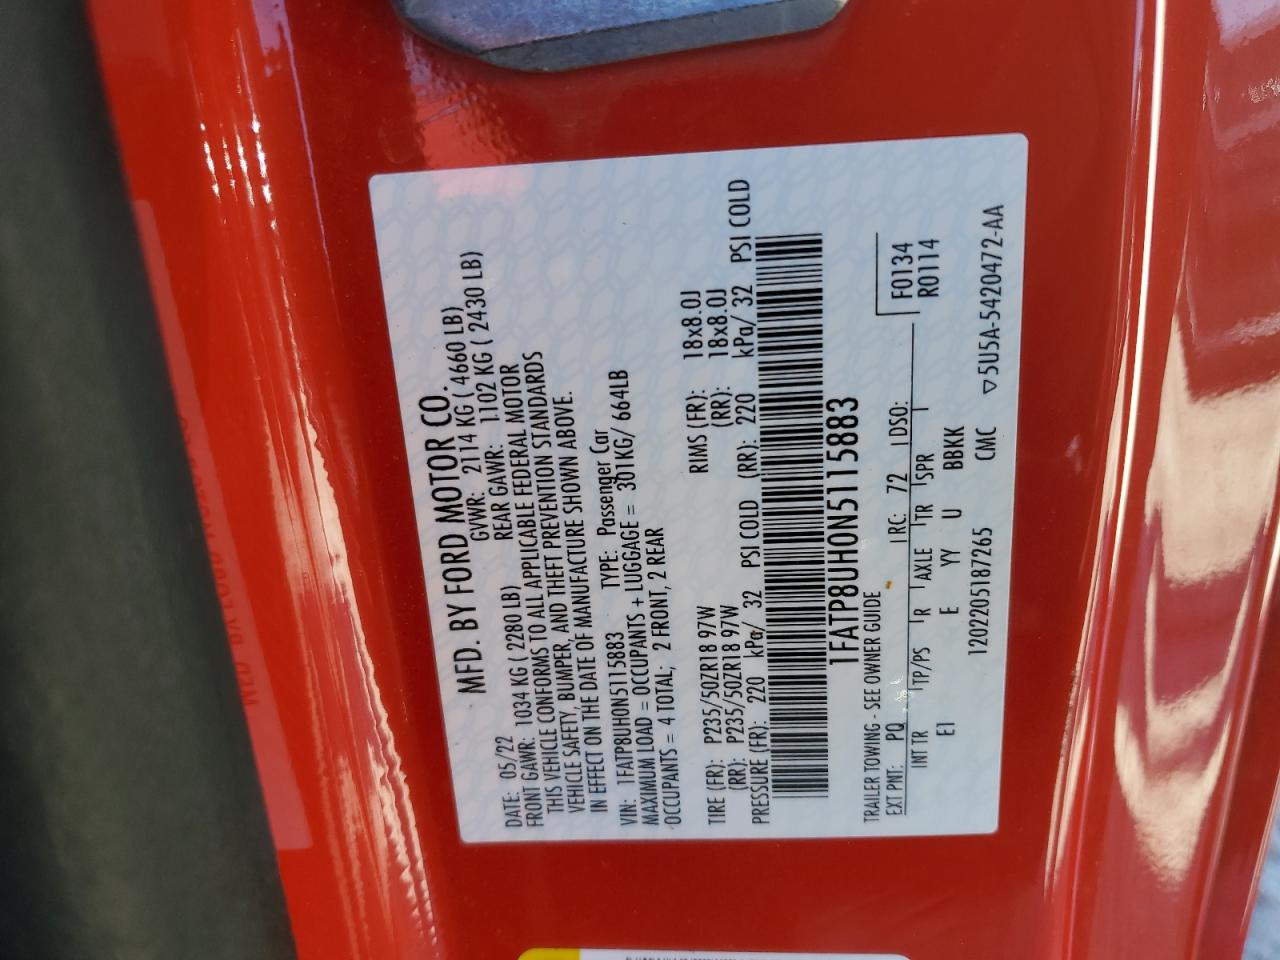 MFD. BY FORD MOTOR CO.
DATE: 05/22 GVWR: 2114 KG ( 4660 LB)
FRONT GAWR: 1034 KG ( 2280 LB) REAR GAWR: 1102 KG ( 2430 LB)
THIS VEHICLE CONFORMS TO ALL APPLICABLE FEDERAL MOTOR
VEHICLE SAFETY, BUMPER, AND THEFT PREVENTION STANDARDS
IN EFFECT ON THE DATE OF MANUFACTURE SHOWN ABOVE.
VIN: 1FATP8UH0N5115883 TYPE: Passenger Car
MAXIMUM LOAD = OCCUPANTS + LUGGAGE = 301KG/ 664LB
OCCUPANTS = 4 TOTAL; 2 FRONT, 2 REAR
TIRE (FR): P235/50ZR18 97W RIMS (FR): 18x8.0J
(RR): P235/50ZR18 97W (RR): 18x8.0J
PRESSURE (FR): 220 kPa/ 32 PSI COLD (RR): 220 kPa/ 32 PSI COLD
1FATP8UH0N5115883
TRAILER TOWING - SEE OWNER GUIDE
F0134
R0114
EXT PNT: PQ RC: 72 DSO:
INT TR TP/PS R AXLE TR SPR
EI E YY U BBKK
1202205187265 CMC ▽5U5A-5420472-AA